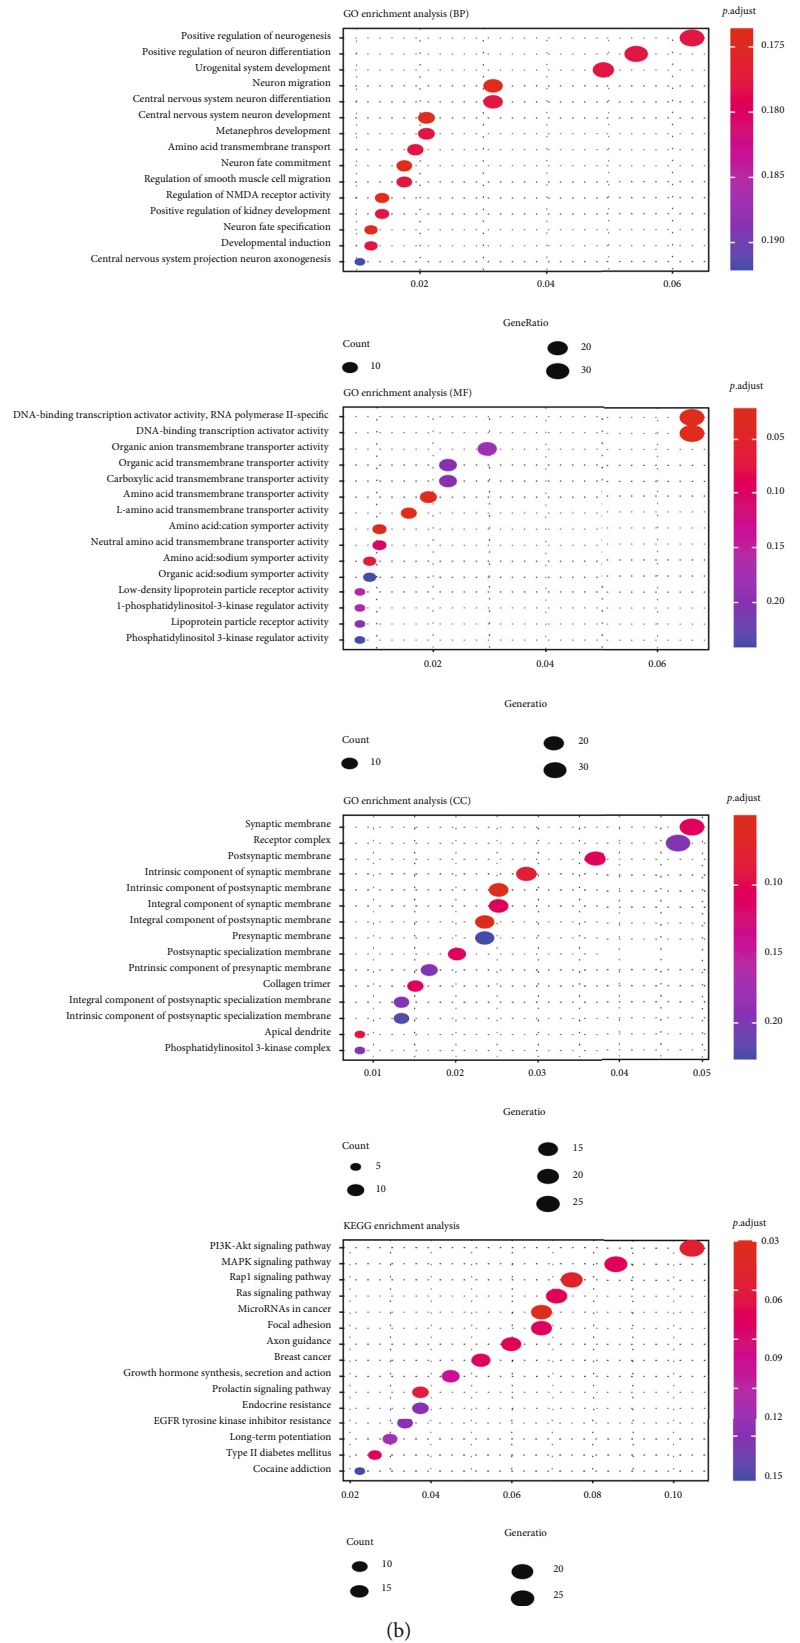 GO enrichment analysis (BP)
p.adjust
Positive regulation of neurogenesis
Positive regulation of neuron differentiation
Urogenital system development
Neuron migration
Central nervous system neuron differentiation
Central nervous system neuron development
Metanephros development
Amino acid transmembrane transport
Neuron fate commitment
Regulation of smooth muscle cell migration
Regulation of NMDA receptor activity
Positive regulation of kidney development
Neuron fate specification
Developmental induction
Central nervous system projection neuron axonogenesis
0.175
0.180
0.185
0.190
0.02 0.04 0.06
GeneRatio
Count
10
20
30
GO enrichment analysis (MF)
p.adjust
DNA-binding transcription activator activity, RNA polymerase II-specific
DNA-binding transcription activator activity
Organic anion transmembrane transporter activity
Organic acid transmembrane transporter activity
Carboxylic acid transmembrane transporter activity
Amino acid transmembrane transporter activity
L-amino acid transmembrane transporter activity
Amino acid:cation symporter activity
Neutral amino acid transmembrane transporter activity
Amino acid:sodium symporter activity
Organic acid:sodium symporter activity
Low-density lipoprotein particle receptor activity
1-phosphatidylinositol-3-kinase regulator activity
Lipoprotein particle receptor activity
Phosphatidylinositol 3-kinase regulator activity
0.05
0.10
0.15
0.20
0.02 0.04 0.06
Generatio
Count
10
20
30
GO enrichment analysis (CC)
p.adjust
Synaptic membrane
Receptor complex
Postsynaptic membrane
Intrinsic component of synaptic membrane
Intrinsic component of postsynaptic membrane
Integral component of synaptic membrane
Integral component of postsynaptic membrane
Presynaptic membrane
Postsynaptic specialization membrane
Pntrinsic component of presynaptic membrane
Collagen trimer
Integral component of postsynaptic specialization membrane
Intrinsic component of postsynaptic specialization membrane
Apical dendrite
Phosphatidylinositol 3-kinase complex
0.10
0.15
0.20
0.01 0.02 0.03 0.04 0.05
Generatio
Count
5
10
15
20
25
KEGG enrichment analysis
p.adjust
PI3K-Akt signaling pathway
MAPK signaling pathway
Rap1 signaling pathway
Ras signaling pathway
MicroRNAs in cancer
Focal adhesion
Axon guidance
Breast cancer
Growth hormone synthesis, secretion and action
Prolactin signaling pathway
Endocrine resistance
EGFR tyrosine kinase inhibitor resistance
Long-term potentiation
Type II diabetes mellitus
Cocaine addiction
0.03
0.06
0.09
0.12
0.15
0.02 0.04 0.06 0.08 0.10
Generatio
Count
10
15
20
25
(b)